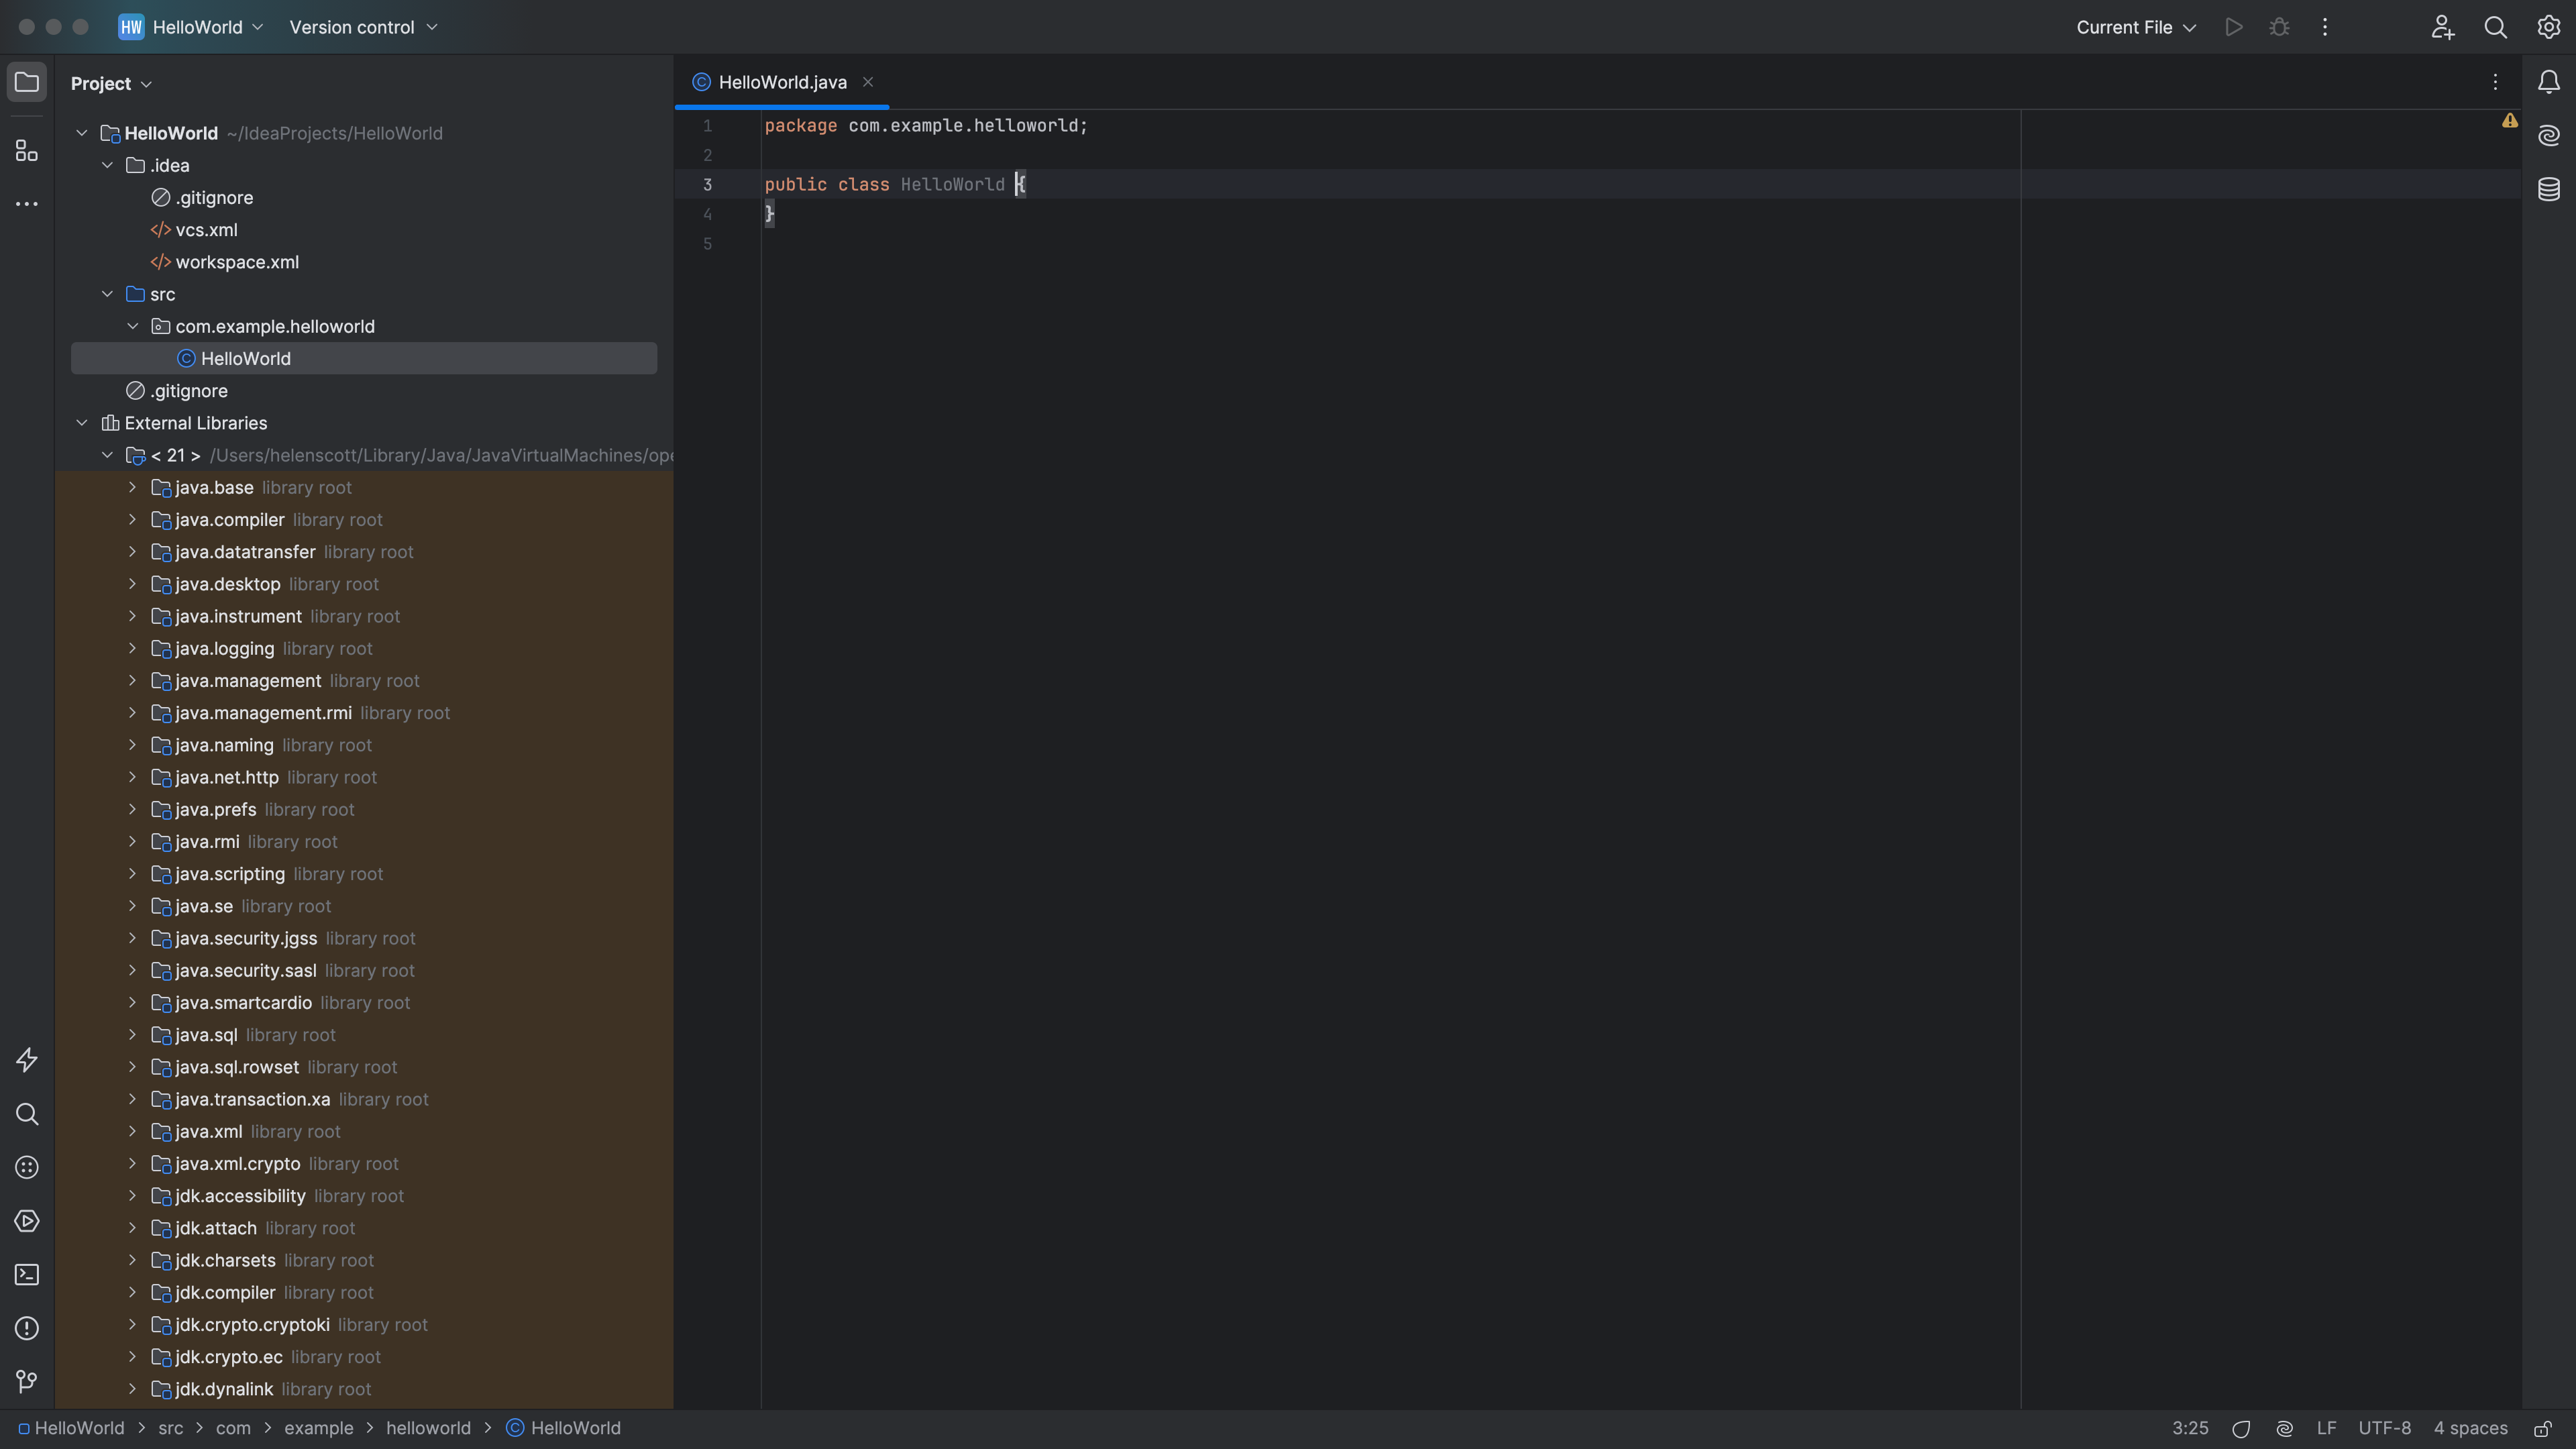 HW HelloWorld Version control Current File
Project
HelloWorld ~/IdeaProjects/HelloWorld
.idea
.gitignore
vcs.xml
workspace.xml
src
com.example.helloworld
HelloWorld
.gitignore
External Libraries
< 21 > /Users/helenscott/Library/Java/JavaVirtualMachines/ope
java.base library root
java.compiler library root
java.datatransfer library root
java.desktop library root
java.instrument library root
java.logging library root
java.management library root
java.management.rmi library root
java.naming library root
java.net.http library root
java.prefs library root
java.rmi library root
java.scripting library root
java.se library root
java.security.jgss library root
java.security.sasl library root
java.smartcardio library root
java.sql library root
java.sql.rowset library root
java.transaction.xa library root
java.xml library root
java.xml.crypto library root
jdk.accessibility library root
jdk.attach library root
jdk.charsets library root
jdk.compiler library root
jdk.crypto.cryptoki library root
jdk.crypto.ec library root
jdk.dynalink library root
HelloWorld.java
1 package com.example.helloworld;
2
3 public class HelloWorld {
4 }
5
HelloWorld > src > com > example > helloworld > HelloWorld 3:25 LF UTF-8 4 spaces